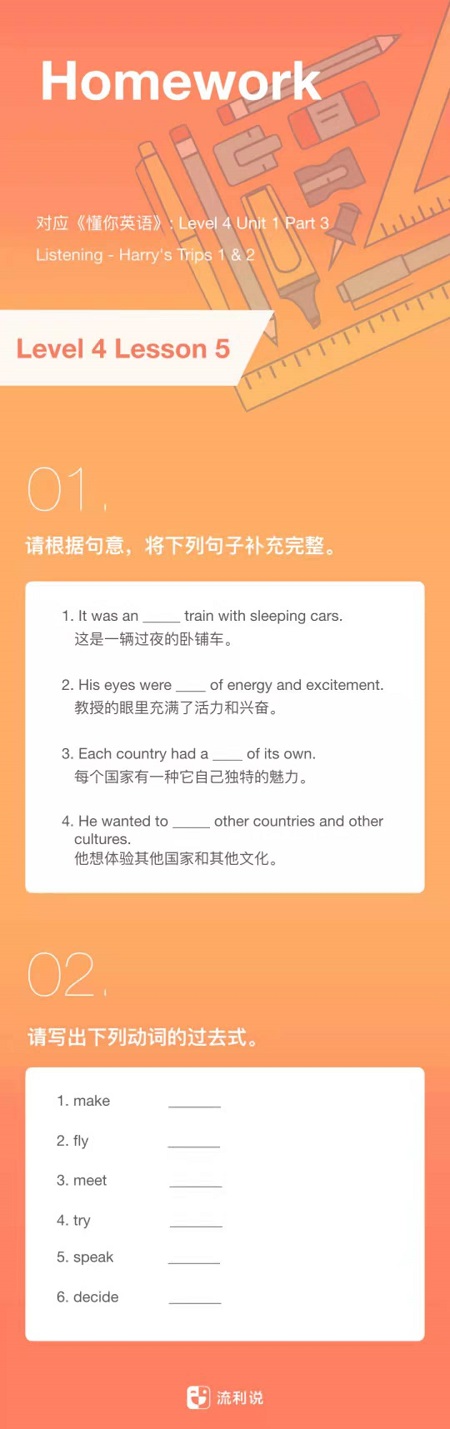 Homework
对应《懂你英语》: Level 4 Unit 1 Part 3
Listening - Harry's Trips 1 & 2
Level 4 Lesson 5
01.
请根据句意，将下列句子补充完整。
1. It was an _____ train with sleeping cars.
这是一辆过夜的卧铺车。
2. His eyes were ____ of energy and excitement.
教授的眼里充满了活力和兴奋。
3. Each country had a ____ of its own.
每个国家有一种它自己独特的魅力。
4. He wanted to _____ other countries and other
cultures.
他想体验其他国家和其他文化。
02.
请写出下列动词的过去式。
1. make _______
2. fly _______
3. meet _______
4. try _______
5. speak _______
6. decide _______
流利说